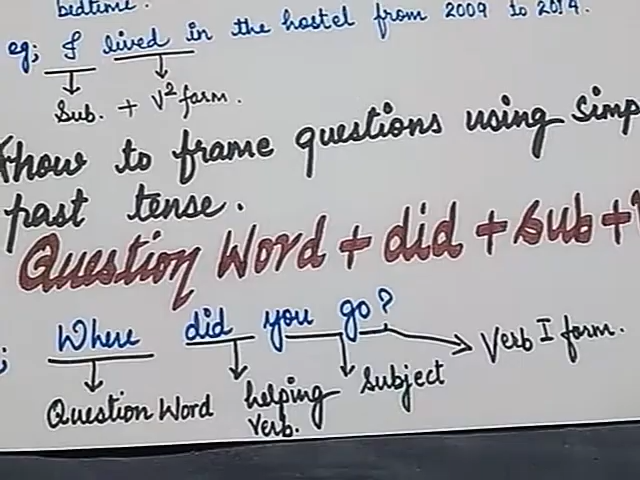 bedtime.
eg; I lived in the hostel from 2009 to 2014.
Sub. + V² form.
how to frame questions using Simp
past tense.
Question Word + did + sub +
Where did you go?
Question Word helping verb. Subject Verb I form.